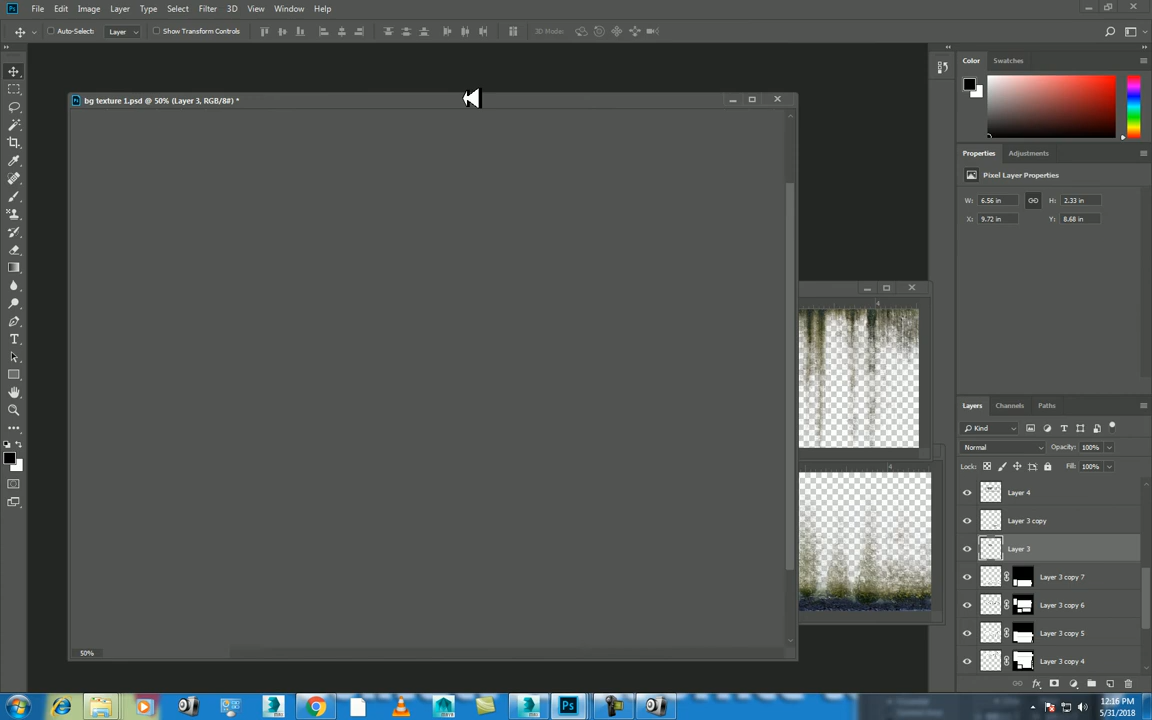 Ps File Edit Image Layer Type Select Filter 3D View Window Help
Auto-Select: Layer Show Transform Controls 3D Mode:
Color Swatches
bg texture 1.psd @ 50% (Layer 3, RGB/8#) *
Properties Adjustments
Pixel Layer Properties
W: 6.56 in H: 2.33 in
X: 9.72 in Y: 8.68 in
4
Layers Channels Paths
Kind
Normal Opacity: 100%
Lock: Fill: 100%
4
Layer 4
Layer 3 copy
Layer 3
Layer 3 copy 7
Layer 3 copy 6
Layer 3 copy 5
Layer 3 copy 4
50%
12:16 PM
5/31/2018